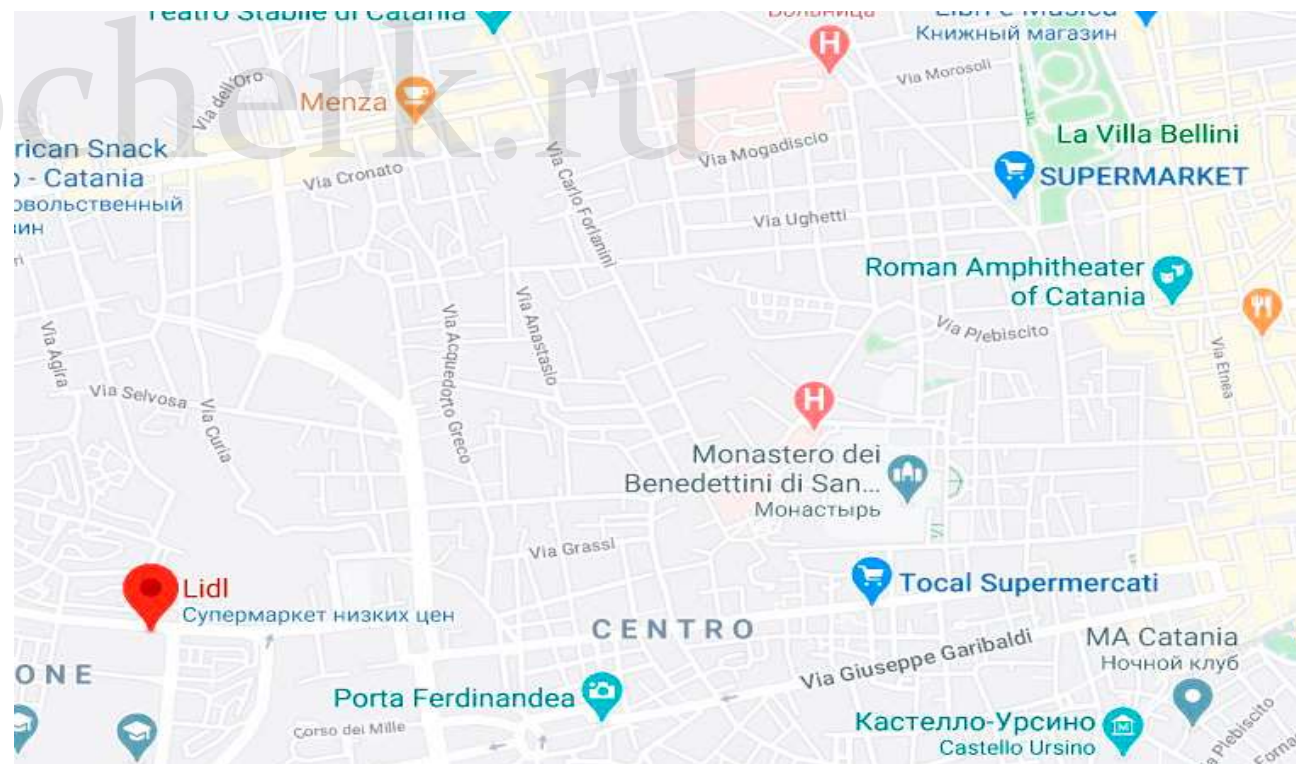 Teatro Stabile di Catania
Больница
Libri e Musica
Книжный магазин
ocherk.ru
Via dell'Oro
Menza
Via Morosoli
La Villa Bellini
SUPERMARKET
rican Snack
o - Catania
овольственный
зин
Via Cronato
Via Carlo Forlanini
Via Mogadiscio
Via Ughetti
Roman Amphitheater
of Catania
Via Plebiscito
Via Etnea
Via Agira
Via Selvosa
Via Curia
Via Acquedorto Greco
Via Anastasio
H
H
Monastero dei
Benedettini di San...
Монастырь
Via Grassi
Lidl
Супермаркет низких цен
Tocal Supermercati
CENTRO
Via Giuseppe Garibaldi
MA Catania
Ночной клуб
ONE
Porta Ferdinandea
Corso dei Mille
Кастелло-Урсино
Castello Ursino
M
Via Plebiscito